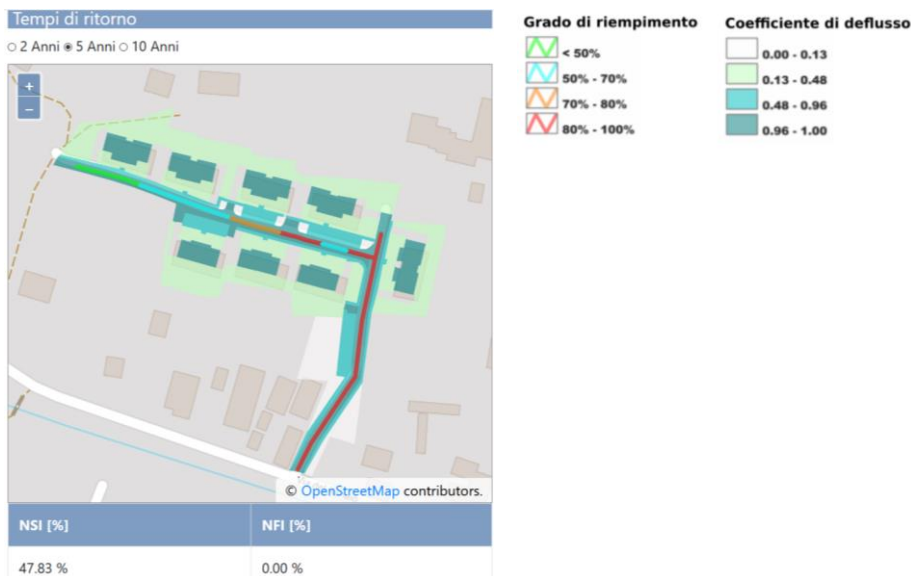 Tempi di ritorno
2 Anni 5 Anni 10 Anni
+
−
© OpenStreetMap contributors.
NSI [%] NFI [%]
47.83 % 0.00 %
Grado di riempimento
< 50%
50% - 70%
70% - 80%
80% - 100%
Coefficiente di deflusso
0.00 - 0.13
0.13 - 0.48
0.48 - 0.96
0.96 - 1.00